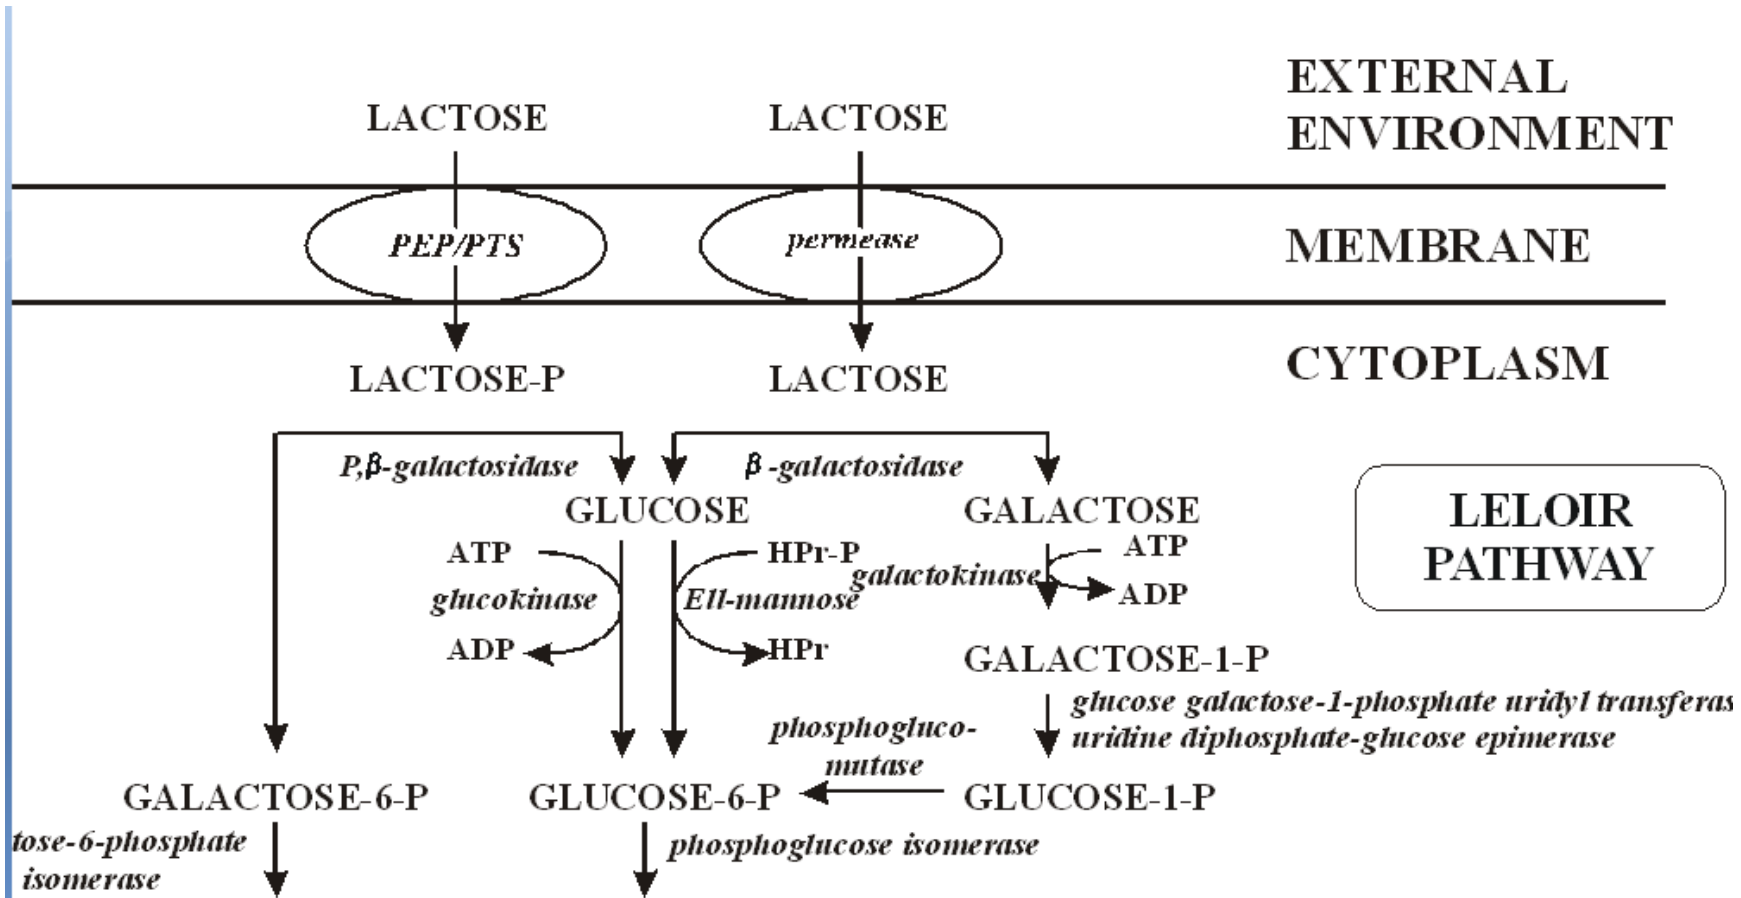 EXTERNAL
ENVIRONMENT
LACTOSE LACTOSE
PEP/PTS permease MEMBRANE
LACTOSE-P LACTOSE CYTOPLASM
P,β-galactosidase β -galactosidase
GLUCOSE GALACTOSE
LELOIR
PATHWAY
ATP HPr-P ATP
glucokinase EII-mannose galactokinase
ADP HPr ADP
GALACTOSE-1-P
glucose galactose-1-phosphate uridyl transferas
uridine diphosphate-glucose epimerase
phosphogluco-
mutase
GALACTOSE-6-P GLUCOSE-6-P GLUCOSE-1-P
tose-6-phosphate
isomerase
phosphoglucose isomerase